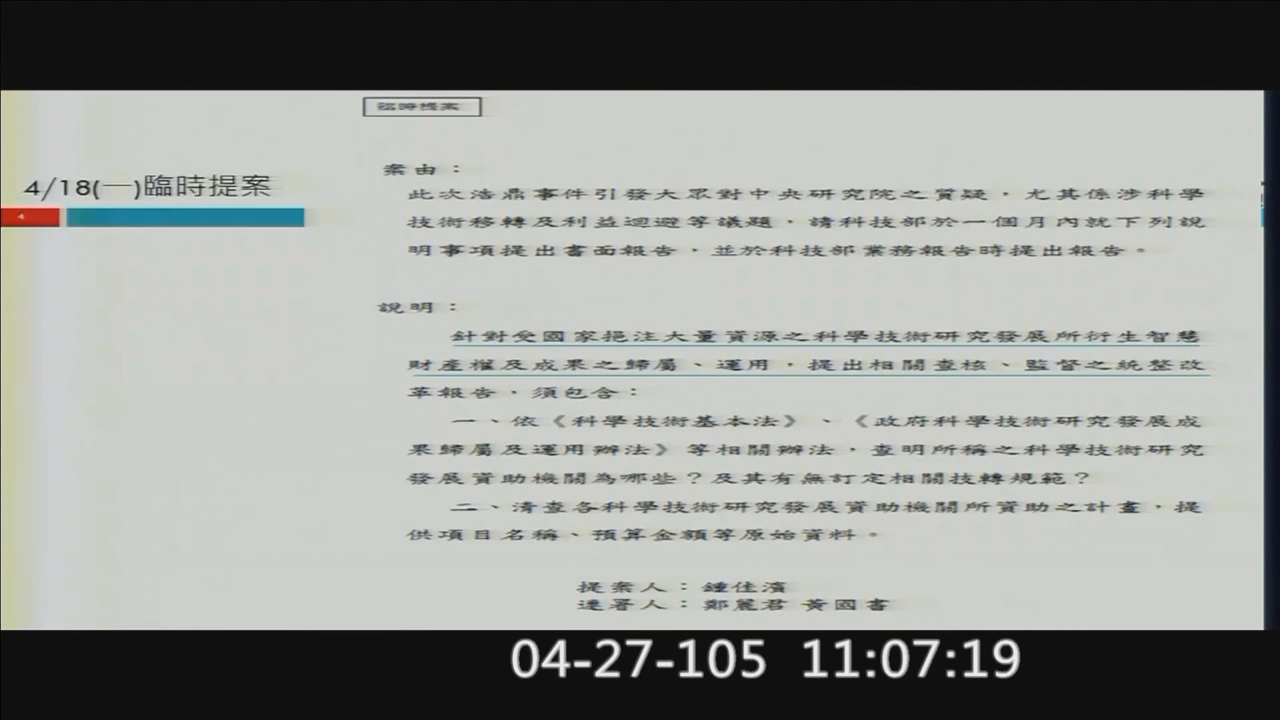 臨時提案
4/18(一)臨時提案
4
案由：
此次浩鼎事件引發大眾對中央研究院之質疑，尤其係涉科學
技術移轉及利益迴避等議題，請科技部於一個月內就下列說
明事項提出書面報告，並於科技部業務報告時提出報告。
說明：
針對受國家挹注大量資源之科學技術研究發展所衍生智慧
財產權及成果之歸屬、運用，提出相關查核、監督之統整改
革報告，須包含：
一、依《科學技術基本法》、《政府科學技術研究發展成
果歸屬及運用辦法》等相關辦法，查明所稱之科學技術研究
發展資助機關為哪些？及其有無訂定相關技轉規範？
二、清查各科學技術研究發展資助機關所資助之計畫，提
供項目名稱、預算金額等原始資料。
提案人：鍾佳濱
連署人：鄭麗君 黃國書
04-27-105 11:07:19